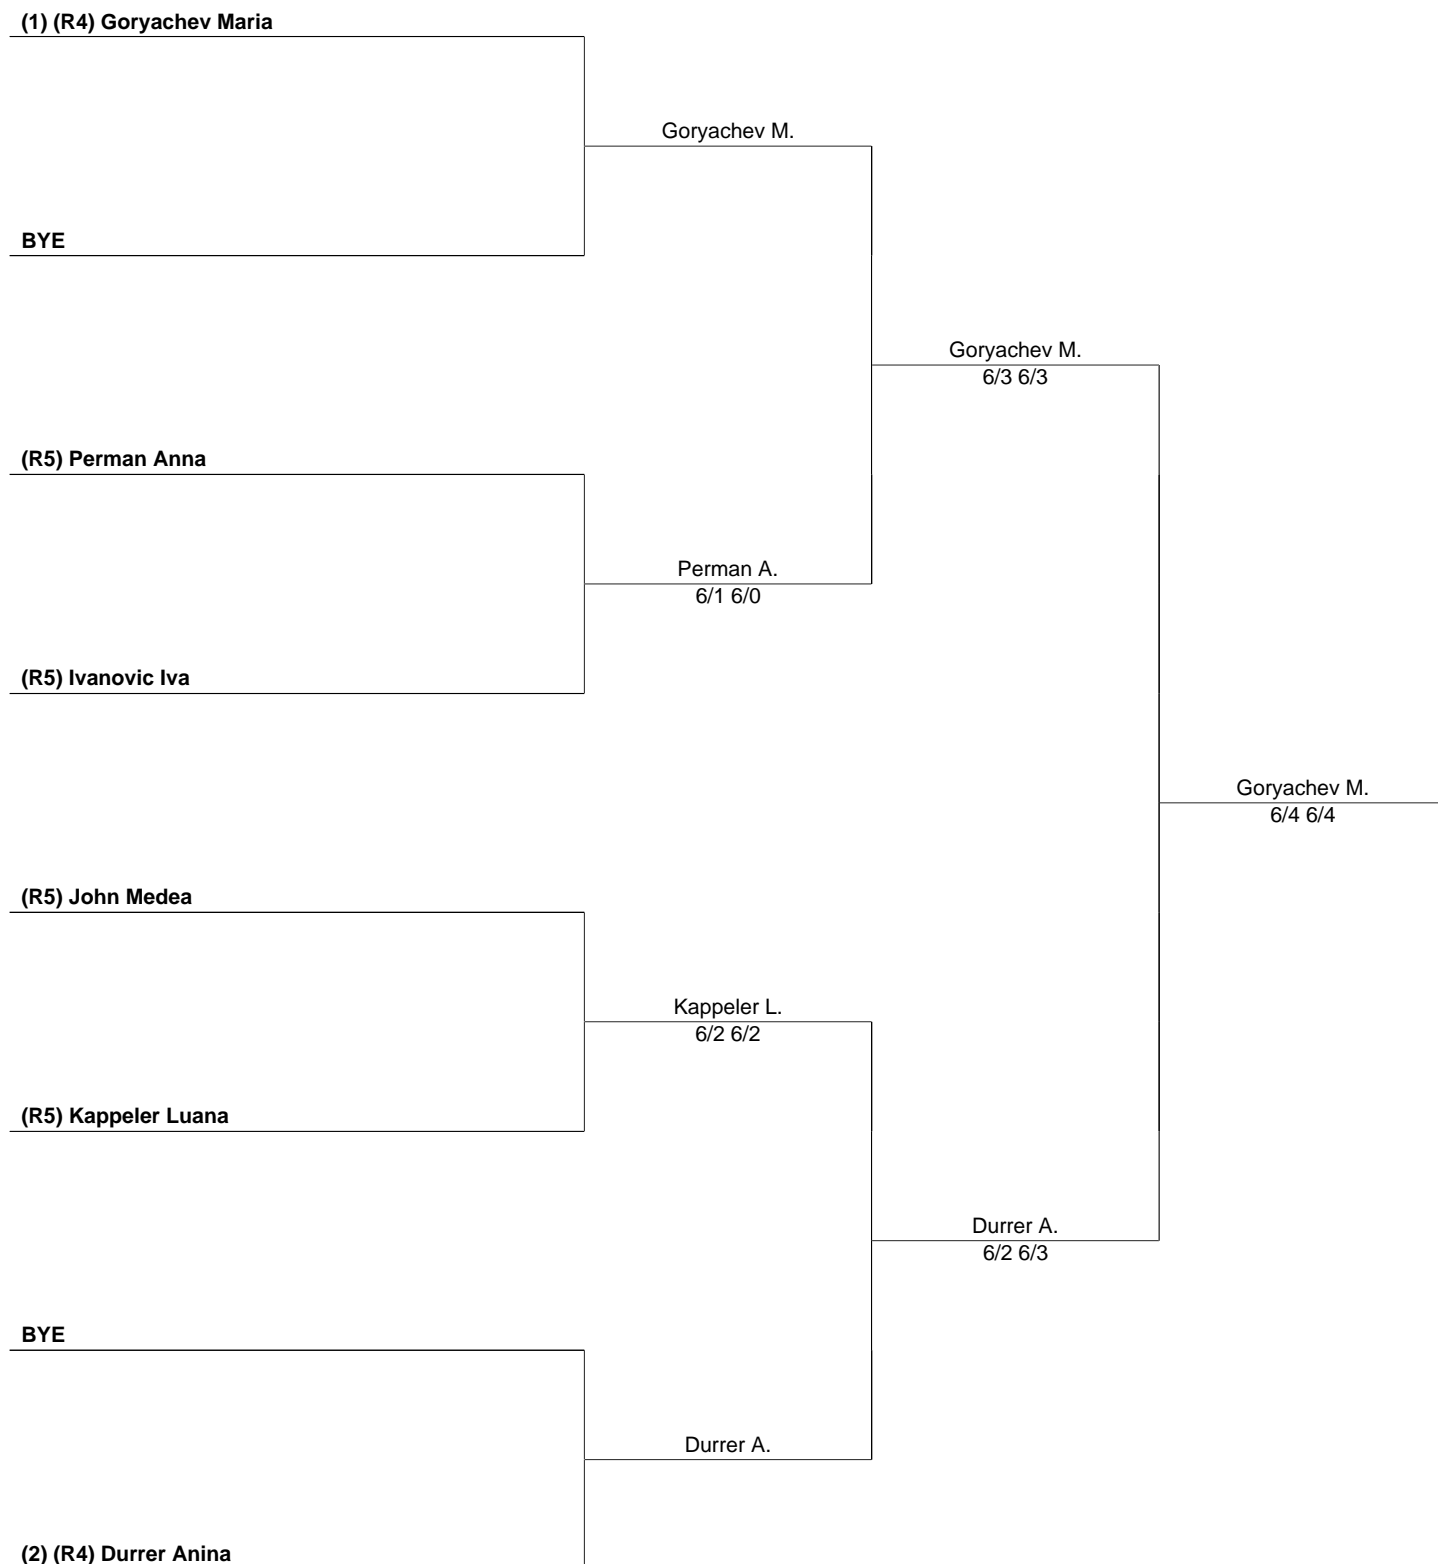 (1) (R4) Goryachev Maria
Goryachev M.
BYE
Goryachev M.
6/3 6/3
(R5) Perman Anna
Perman A.
6/1 6/0
(R5) Ivanovic Iva
Goryachev M.
6/4 6/4
(R5) John Medea
Kappeler L.
6/2 6/2
(R5) Kappeler Luana
Durrer A.
6/2 6/3
BYE
Durrer A.
(2) (R4) Durrer Anina